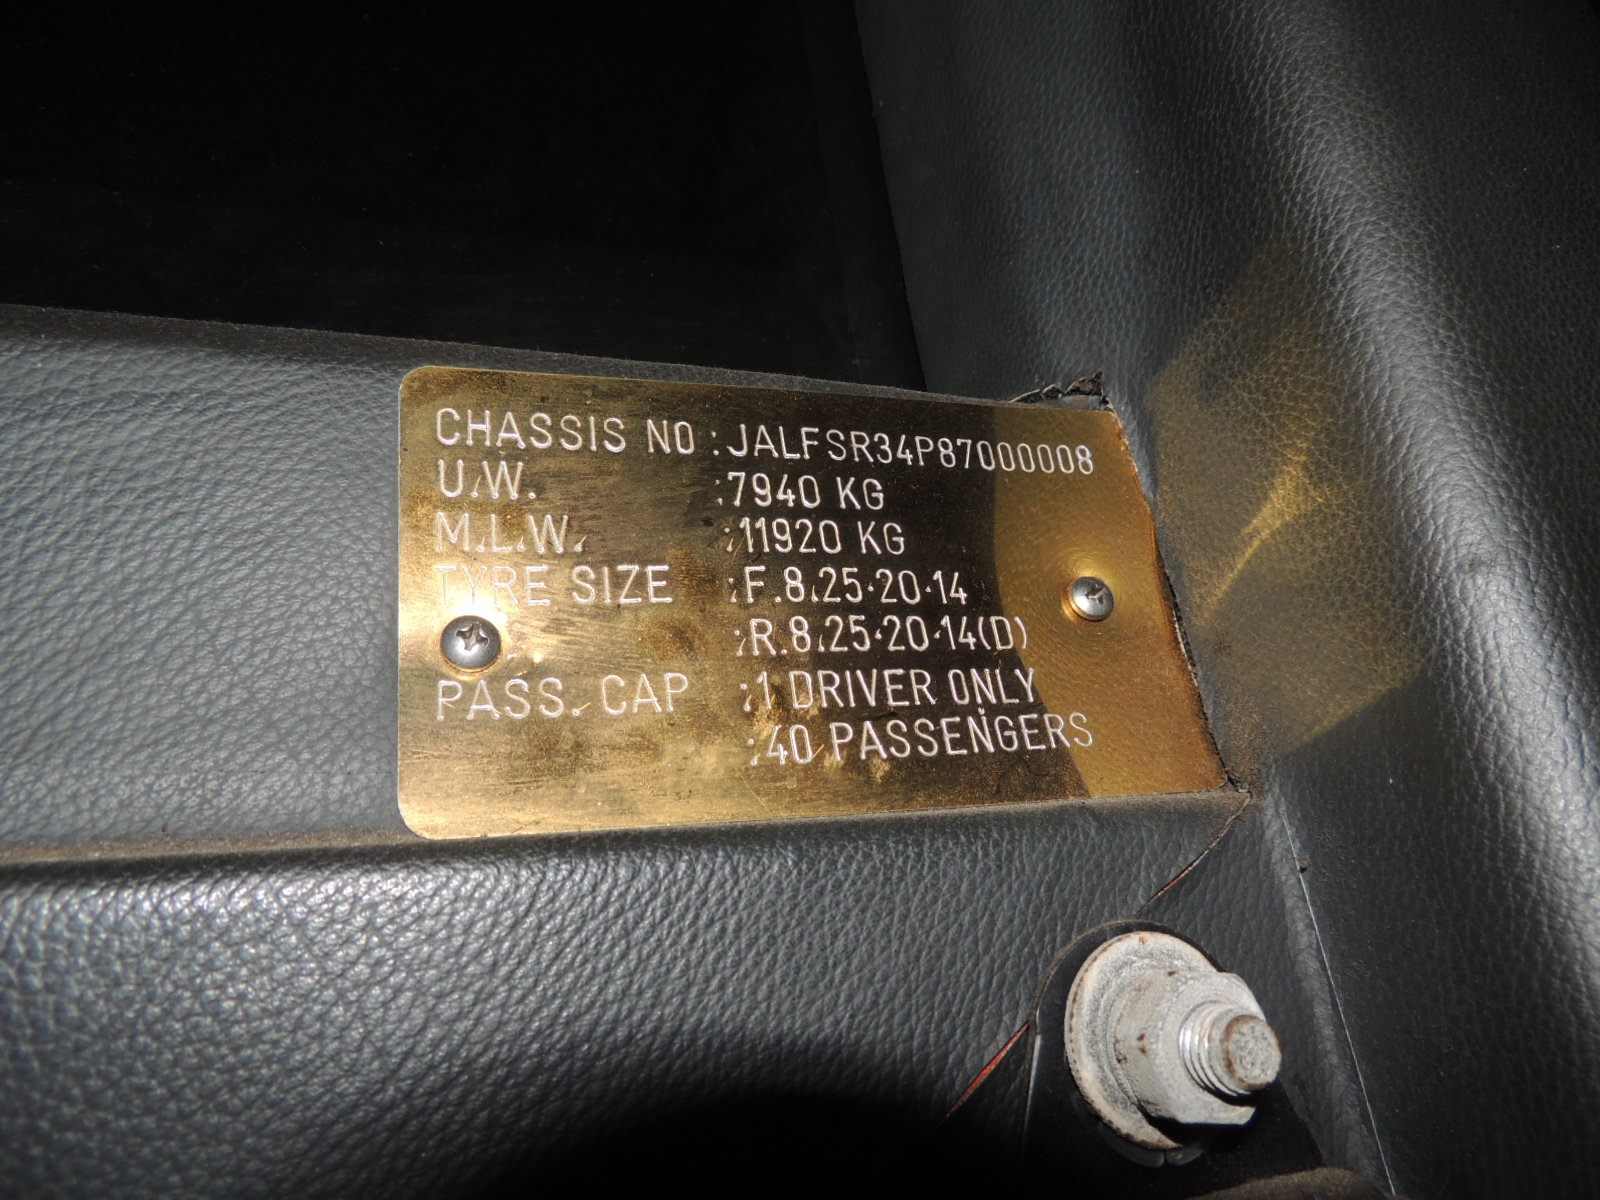 CHASSIS NO :JALFSR34P87000008
U.W. :7940 KG
M.L.W. :11920 KG
TYRE SIZE :F.8.25-20-14
:R.8.25-20-14(D)
PASS. CAP :1 DRIVER ONLY
:40 PASSENGERS